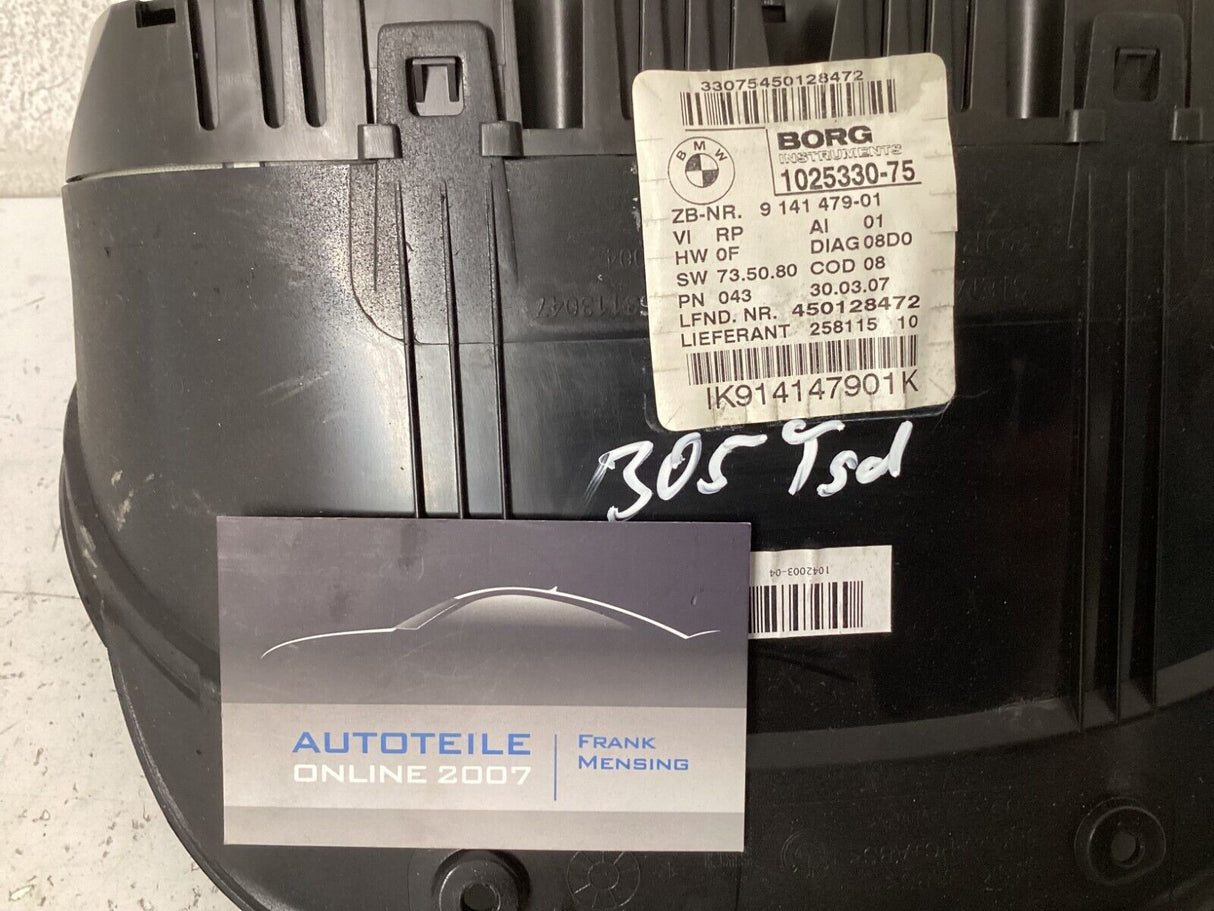 33075450128472
BMW
BORG
INSTRUMENTS
1025330-75
ZB-NR. 9 141 479-01
VI RP AI 01
HW 0F DIAG 08D0
SW 73.50.80 COD 08
PN 043 30.03.07
LFND. NR. 450128472
LIEFERANT 258115 10
IK914147901K
305 Tsd
1042003-04
AUTOTEILE
ONLINE 2007
FRANK
MENSING